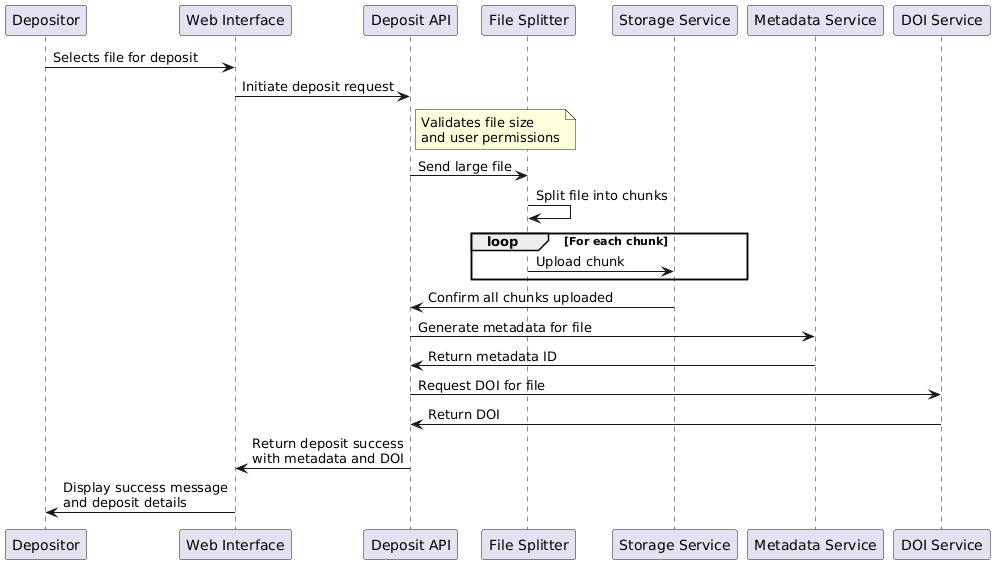 Depositor
Web Interface
Deposit API
File Splitter
Storage Service
Metadata Service
DOI Service
Selects file for deposit
Initiate deposit request
Validates file size
and user permissions
Send large file
Split file into chunks
loop
[For each chunk]
Upload chunk
Confirm all chunks uploaded
Generate metadata for file
Return metadata ID
Request DOI for file
Return DOI
Return deposit success
with metadata and DOI
Display success message
and deposit details
Depositor
Web Interface
Deposit API
File Splitter
Storage Service
Metadata Service
DOI Service